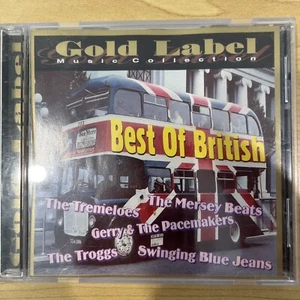 Gold Label
Music Collection
Best Of British
The Tremeloes The Mersey Beats
Gerry & The Pacemakers
The Troggs Swinging Blue Jeans